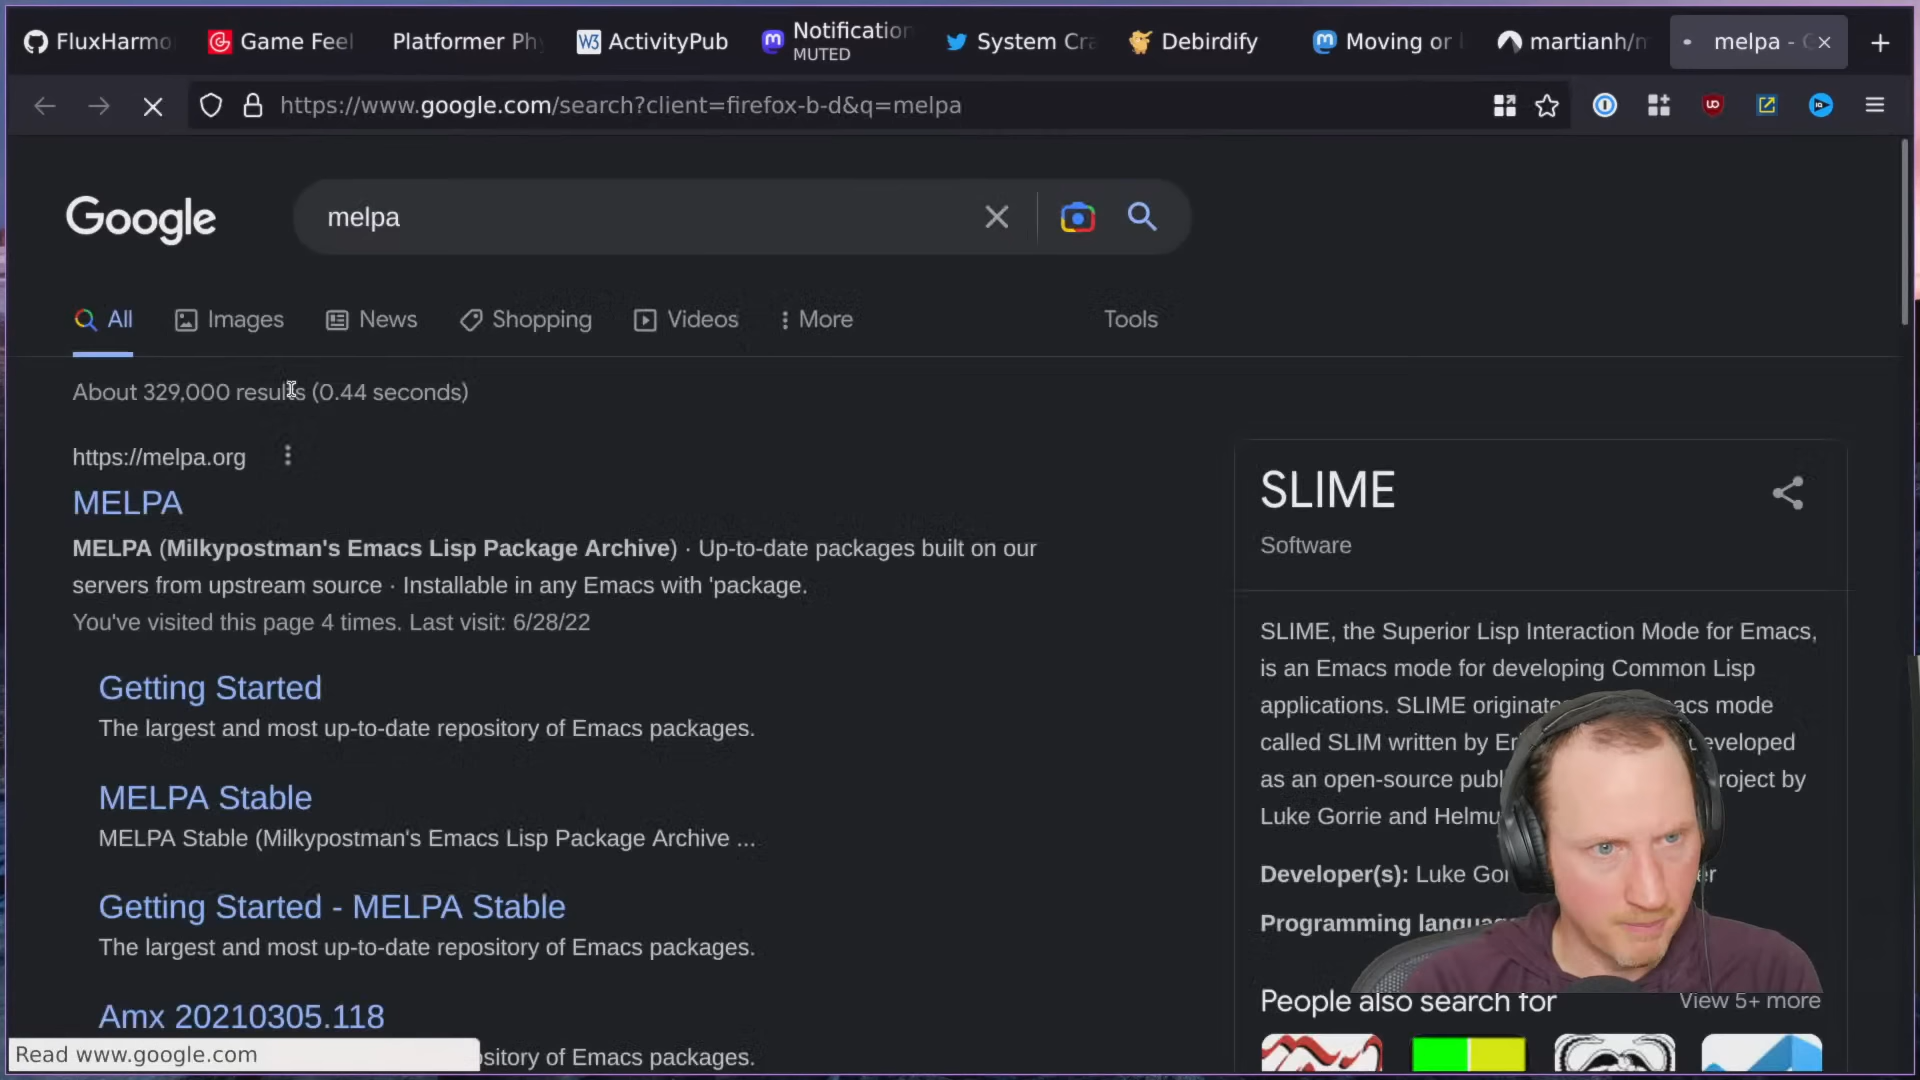 FluxHarmo
Game Feel
Platformer Ph
ActivityPub
Notification
MUTED
System Cra
Debirdify
Moving or
martianh/m
melpa -
https://www.google.com/search?client=firefox-b-d&q=melpa
Google
melpa
All
Images
News
Shopping
Videos
More
Tools
About 329,000 results (0.44 seconds)
https://melpa.org
MELPA
MELPA (Milkypostman's Emacs Lisp Package Archive) · Up-to-date packages built on our
servers from upstream source · Installable in any Emacs with 'package.
You've visited this page 4 times. Last visit: 6/28/22
Getting Started
The largest and most up-to-date repository of Emacs packages.
MELPA Stable
MELPA Stable (Milkypostman's Emacs Lisp Package Archive ...
Getting Started - MELPA Stable
The largest and most up-to-date repository of Emacs packages.
Amx 20210305.118
sitory of Emacs packages.
Read www.google.com
SLIME
Software
SLIME, the Superior Lisp Interaction Mode for Emacs,
is an Emacs mode for developing Common Lisp
applications. SLIME originate acs mode
called SLIM written by Er eveloped
as an open-source publ roject by
Luke Gorrie and Helmu
Developer(s): Luke Gor er
Programming langua
People also search for
View 5+ more